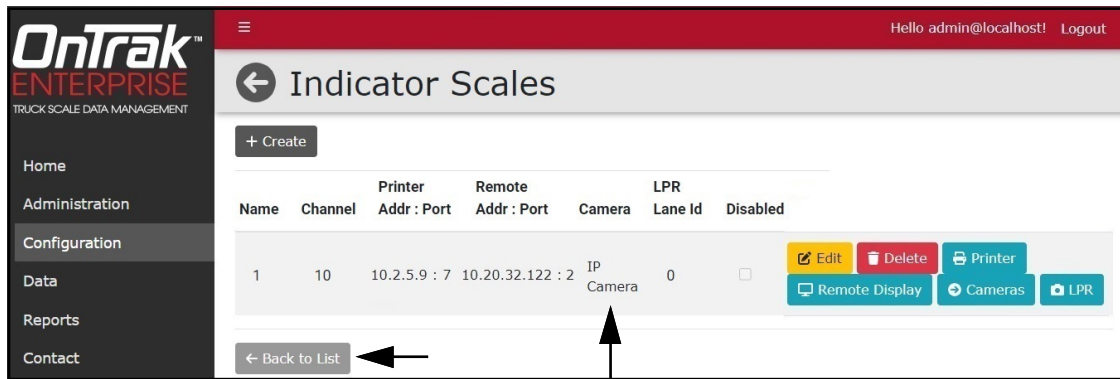 OnTrak™
ENTERPRISE
TRUCK SCALE DATA MANAGEMENT
Home
Administration
Configuration
Data
Reports
Contact
Hello admin@localhost! Logout
Indicator Scales
+ Create
Name Channel Printer Addr : Port Remote Addr : Port Camera LPR Lane Id Disabled
1 10 10.2.5.9 : 7 10.20.32.122 : 2 IP Camera 0
Edit Delete Printer
Remote Display Cameras LPR
← Back to List